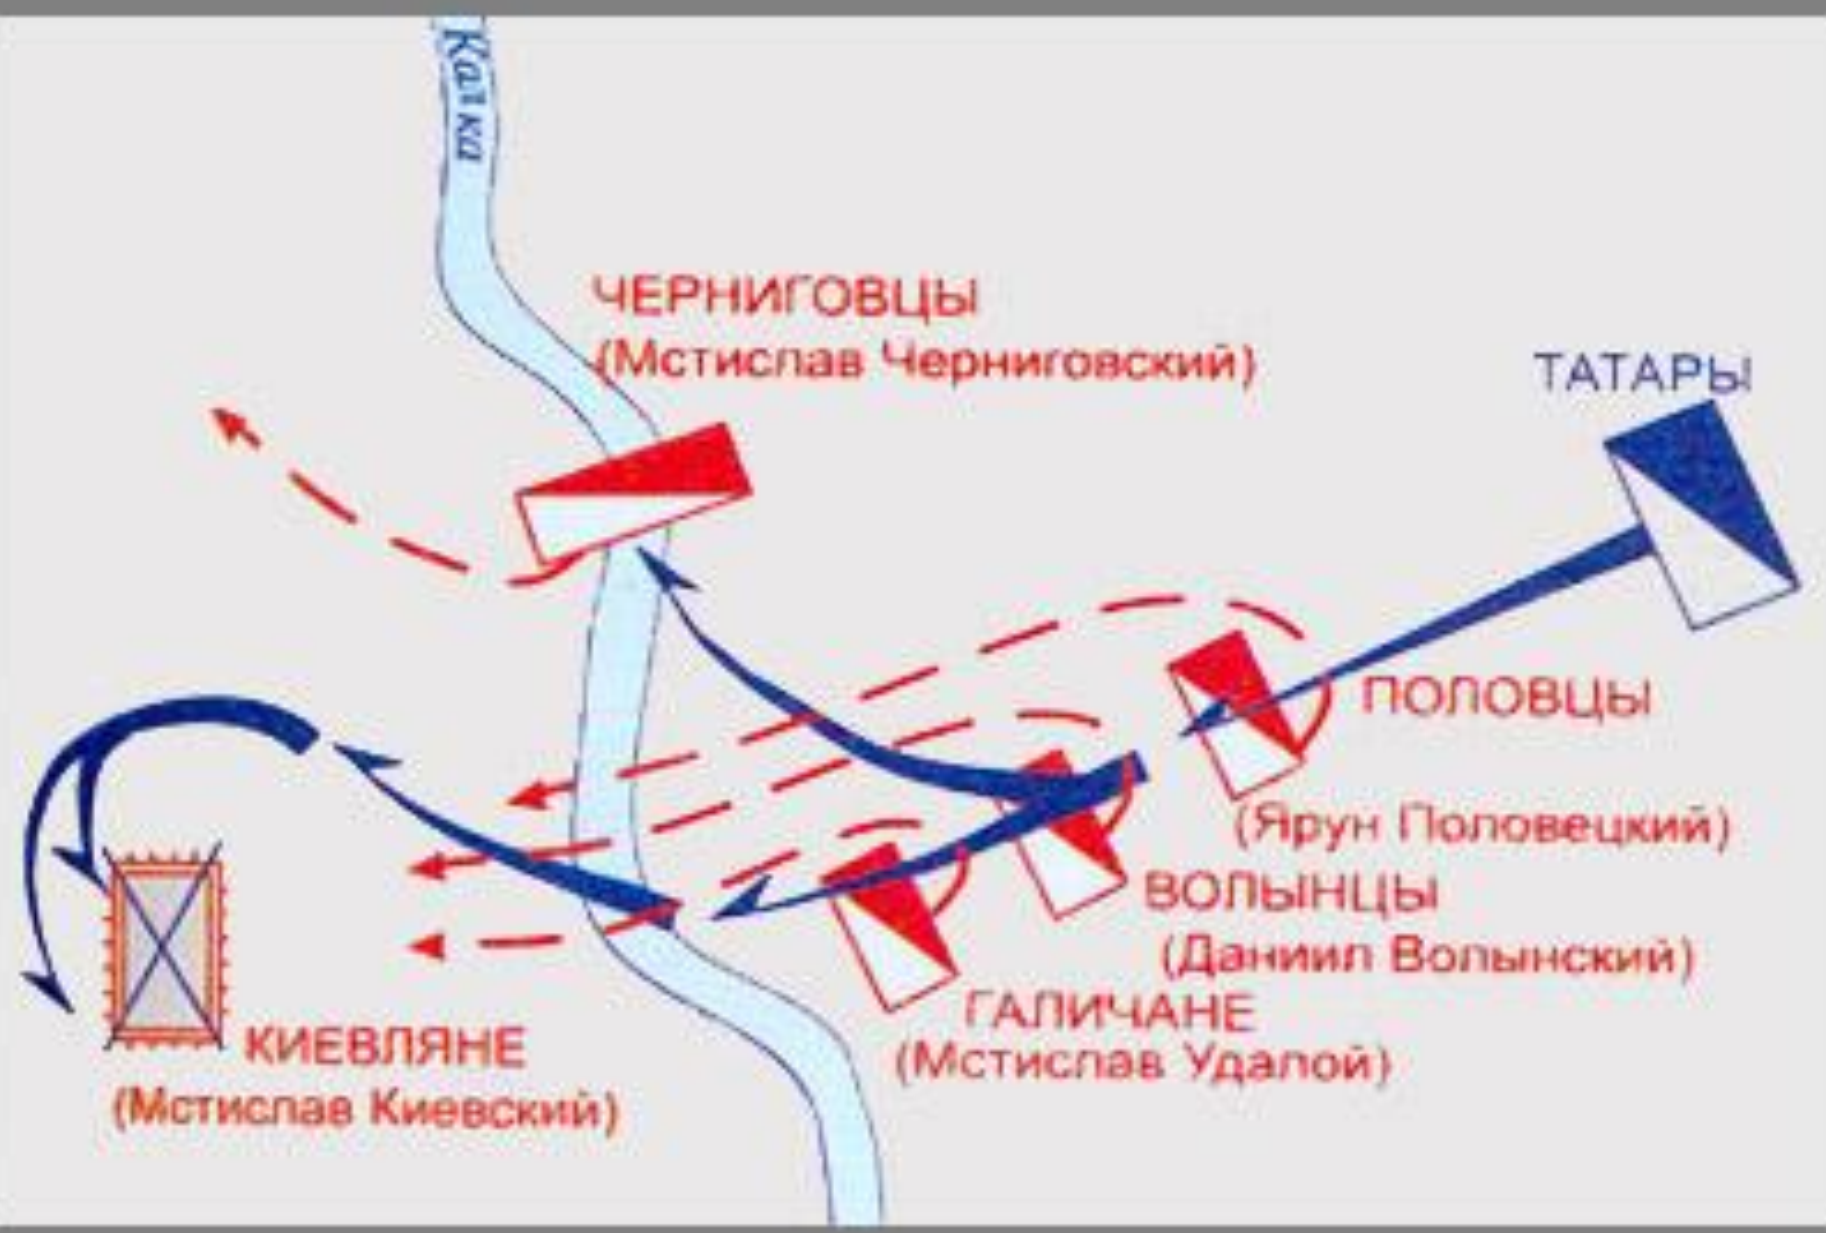 Калка
ЧЕРНИГОВЦЫ
(Мстислав Черниговский)
ТАТАРЫ
ПОЛОВЦЫ
(Ярун Половецкий)
ВОЛЫНЦЫ
(Даниил Волынский)
ГАЛИЧАНЕ
(Мстислав Удалой)
КИЕВЛЯНЕ
(Мстислав Киевский)